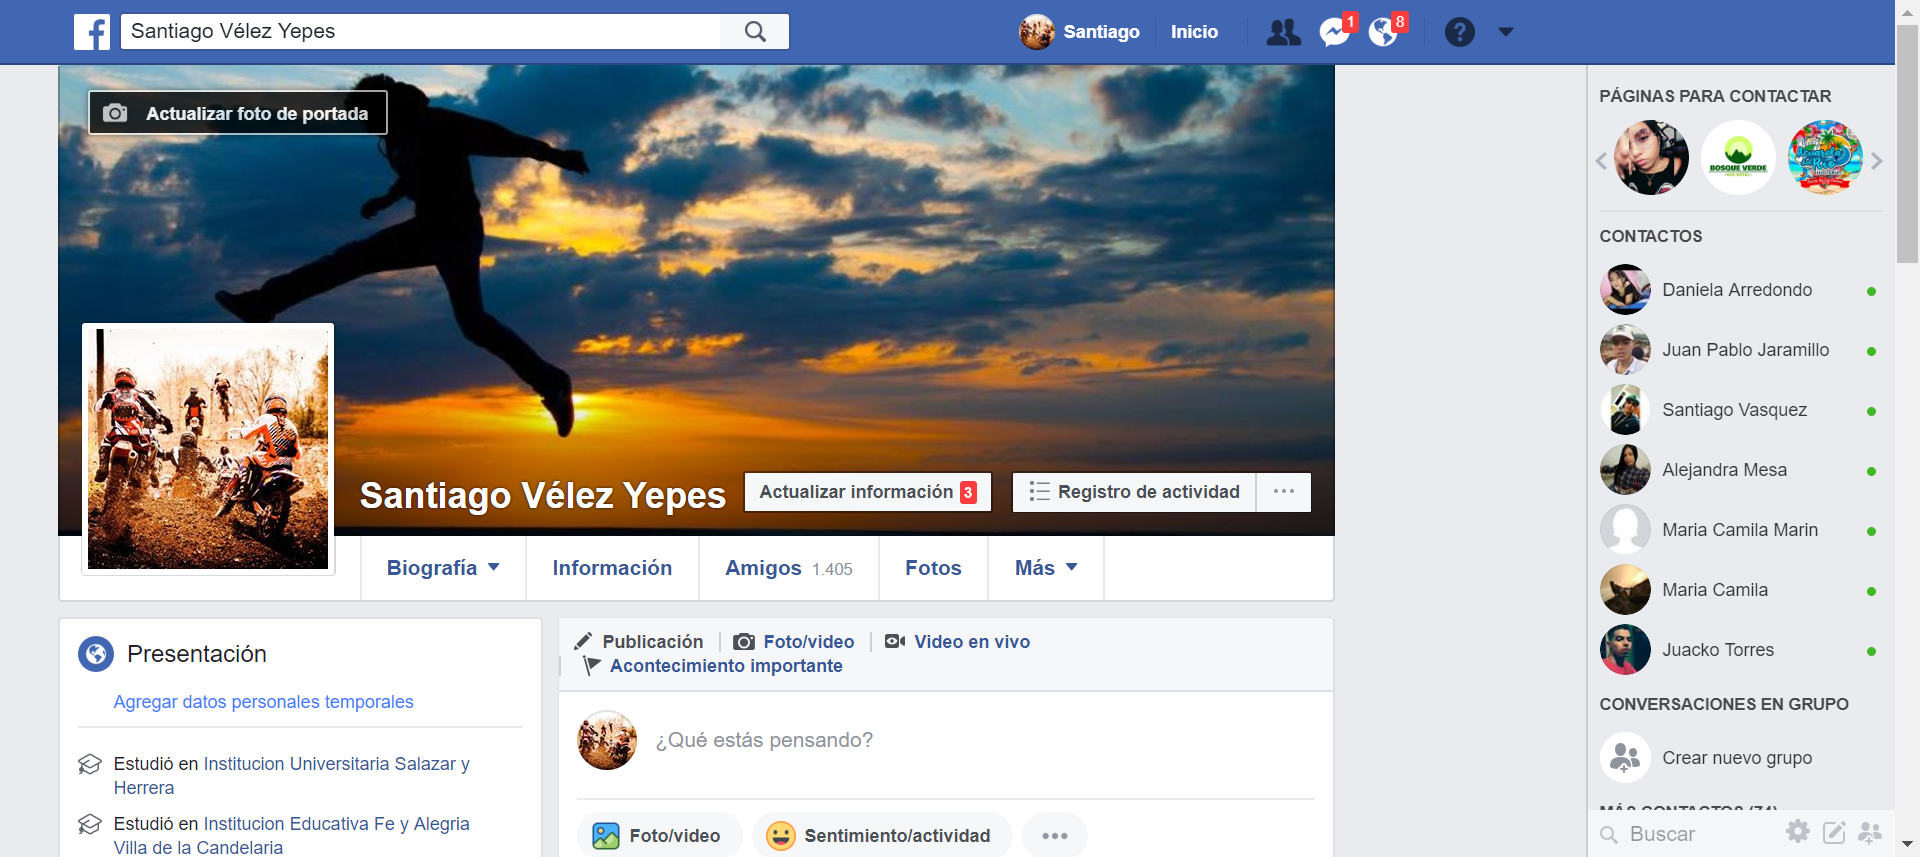 Santiago Vélez Yepes
Santiago
Inicio
1
8
?
Actualizar foto de portada
Santiago Vélez Yepes
Actualizar información 3
Registro de actividad
Biografía
Información
Amigos 1.405
Fotos
Más
Presentación
Agregar datos personales temporales
Estudió en Institucion Universitaria Salazar y
Herrera
Estudió en Institucion Educativa Fe y Alegria
Villa de la Candelaria
Publicación
Foto/video
Video en vivo
Acontecimiento importante
¿Qué estás pensando?
Foto/video
Sentimiento/actividad
PÁGINAS PARA CONTACTAR
BOSQUE VERDE
CONTACTOS
Daniela Arredondo
Juan Pablo Jaramillo
Santiago Vasquez
Alejandra Mesa
Maria Camila Marin
Maria Camila
Juacko Torres
CONVERSACIONES EN GRUPO
Crear nuevo grupo
MÁS CONTACTOS (74)
Buscar